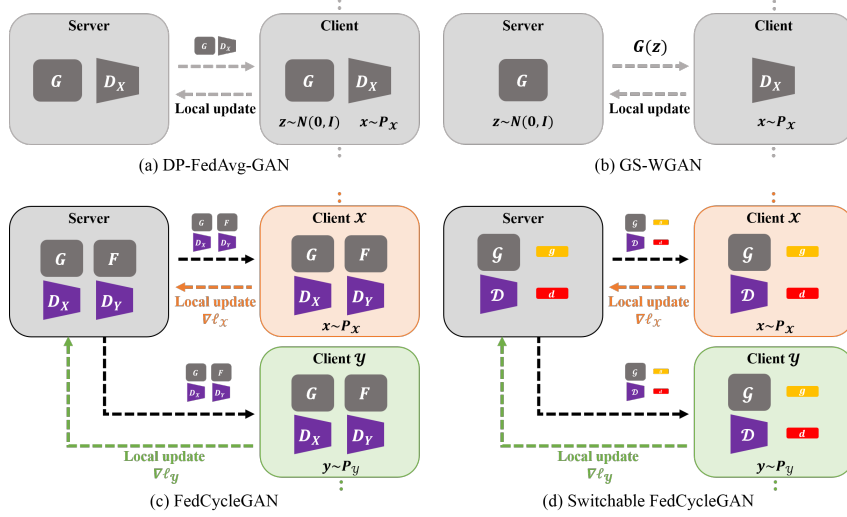 Server
G
D_X
G D_X
Local update
Client
G
D_X
z~N(0, I)
x~P_𝒳
(a) DP-FedAvg-GAN
Server
G
z~N(0, I)
G(z)
Local update
Client
D_X
x~P_𝒳
(b) GS-WGAN
Server
G F
D_X D_Y
G F
D_X D_Y
Local update
∇ℓ_𝒳
Client 𝒳
G F
D_X D_Y
x~P_𝒳
G F
D_X D_Y
Local update
∇ℓ_𝒴
Client 𝒴
G F
D_X D_Y
y~P_𝒴
(c) FedCycleGAN
Server
𝒢 g
𝒟 d
𝒢 g
𝒟 d
Local update
∇ℓ_𝒳
Client 𝒳
𝒢 g
𝒟 d
x~P_𝒳
𝒢 g
𝒟 d
Local update
∇ℓ_𝒴
Client 𝒴
𝒢 g
𝒟 d
y~P_𝒴
(d) Switchable FedCycleGAN